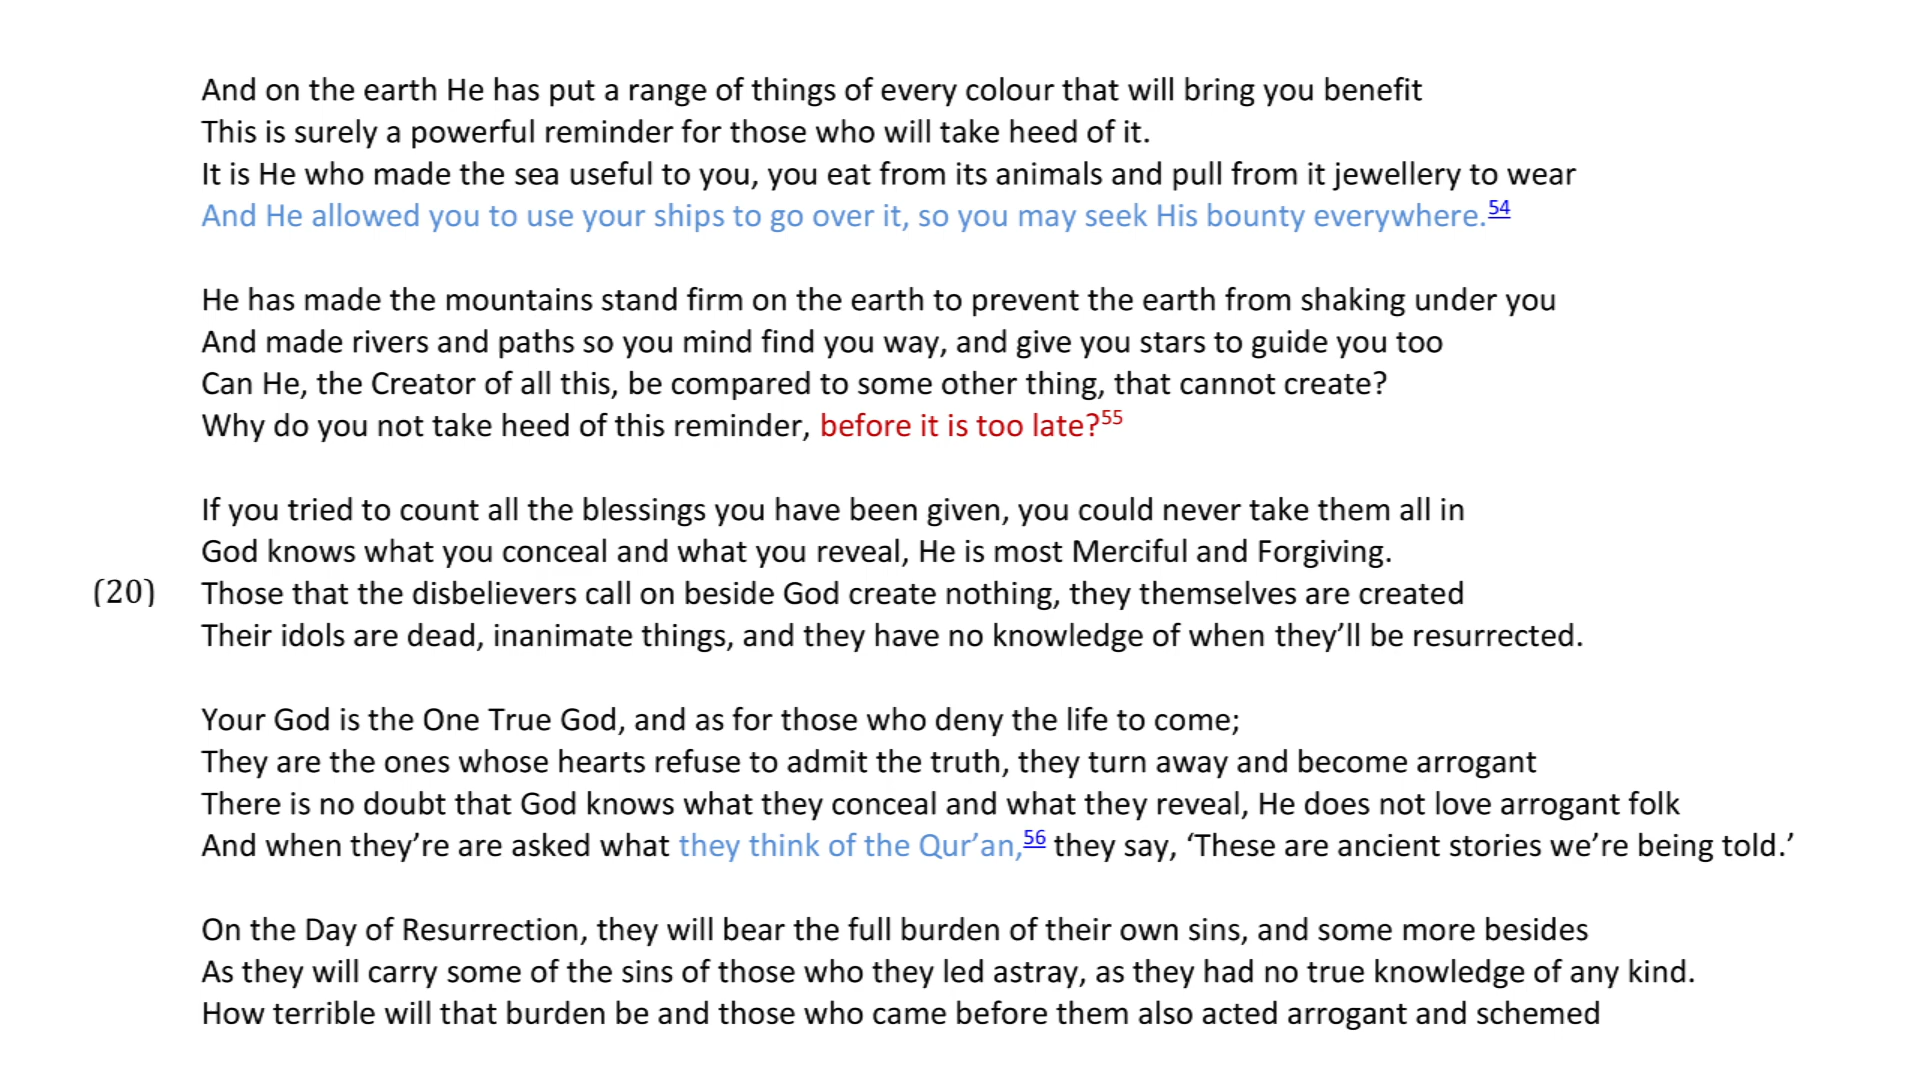 And on the earth He has put a range of things of every colour that will bring you benefit
This is surely a powerful reminder for those who will take heed of it.
It is He who made the sea useful to you, you eat from its animals and pull from it jewellery to wear
And He allowed you to use your ships to go over it, so you may seek His bounty everywhere.54
He has made the mountains stand firm on the earth to prevent the earth from shaking under you
And made rivers and paths so you mind find you way, and give you stars to guide you too
Can He, the Creator of all this, be compared to some other thing, that cannot create?
Why do you not take heed of this reminder, before it is too late?55
If you tried to count all the blessings you have been given, you could never take them all in
God knows what you conceal and what you reveal, He is most Merciful and Forgiving.
(20) Those that the disbelievers call on beside God create nothing, they themselves are created
Their idols are dead, inanimate things, and they have no knowledge of when they’ll be resurrected.
Your God is the One True God, and as for those who deny the life to come;
They are the ones whose hearts refuse to admit the truth, they turn away and become arrogant
There is no doubt that God knows what they conceal and what they reveal, He does not love arrogant folk
And when they’re are asked what they think of the Qur’an,56 they say, ‘These are ancient stories we’re being told.’
On the Day of Resurrection, they will bear the full burden of their own sins, and some more besides
As they will carry some of the sins of those who they led astray, as they had no true knowledge of any kind.
How terrible will that burden be and those who came before them also acted arrogant and schemed